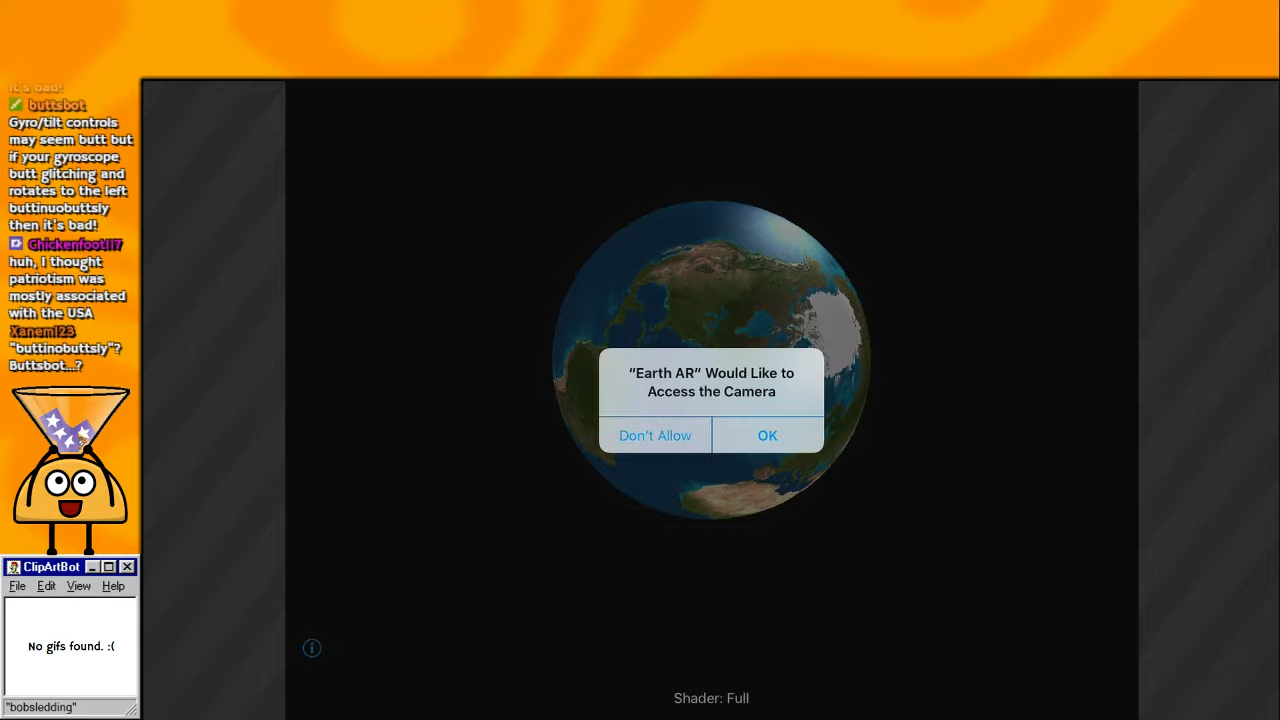 it's bad!
buttsbot
Gyro/tilt controls
may seem butt but
if your gyroscope
butt glitching and
rotates to the left
buttinuobuttsly
then it's bad!
Chickenfoot117
huh, I thought
patriotism was
mostly associated
with the USA
Xanem123
"buttinobuttsly"?
Buttsbot...?
ClipArtBot
File Edit View Help
No gifs found. :(
"bobsledding"
"Earth AR" Would Like to
Access the Camera
Don't Allow
OK
Shader: Full